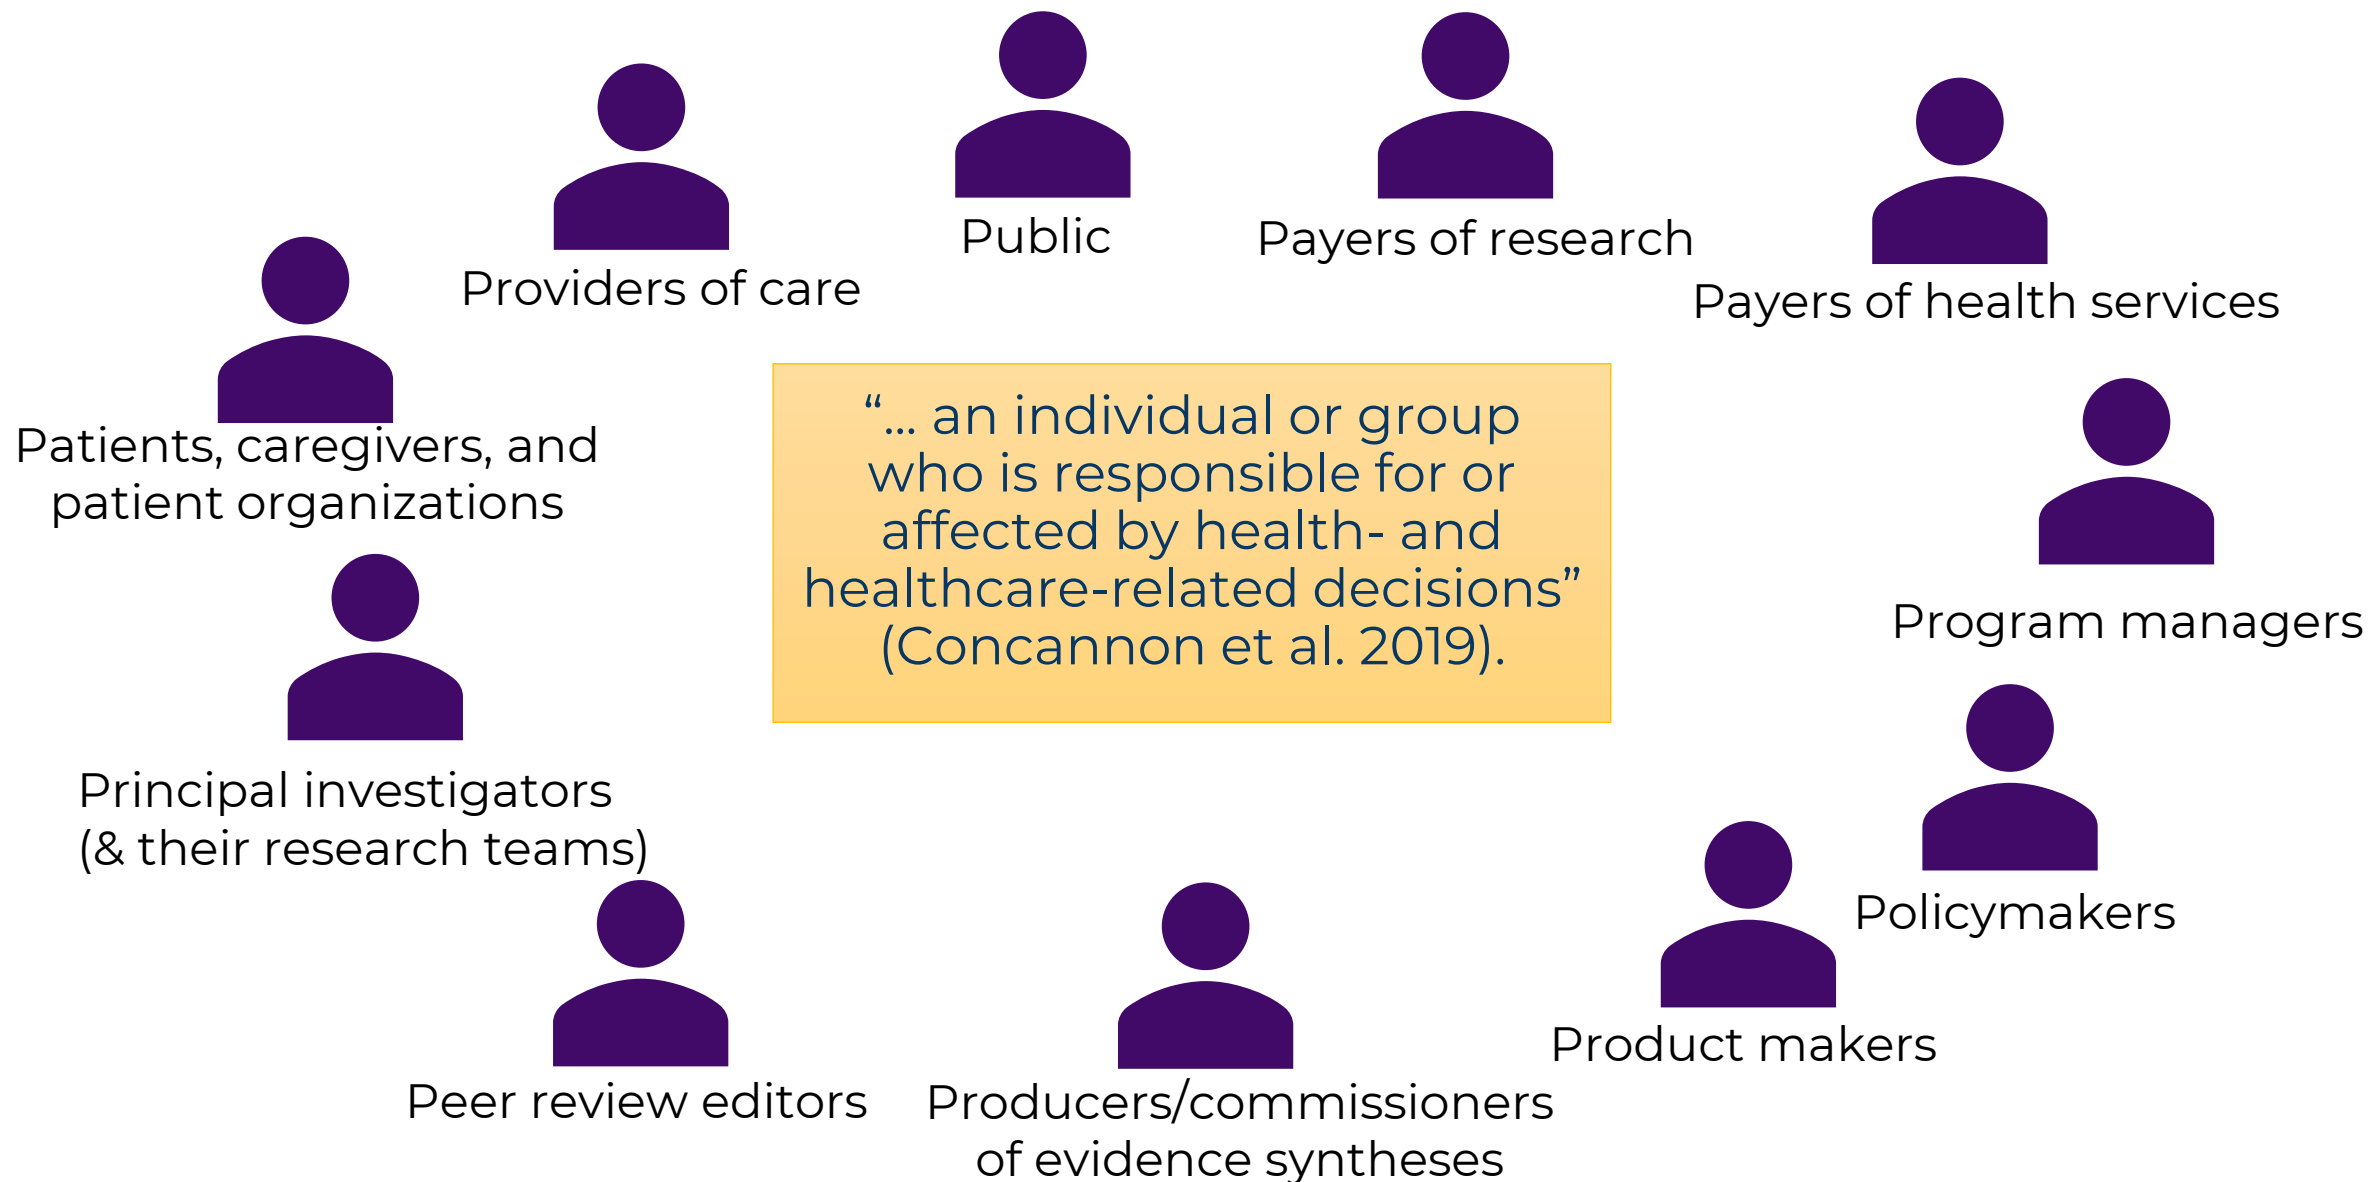 Public
Payers of research
Providers of care
Payers of health services
Patients, caregivers, and
patient organizations
“... an individual or group
who is responsible for or
affected by health- and
healthcare-related decisions”
(Concannon et al. 2019).
Program managers
Principal investigators
(& their research teams)
Policymakers
Product makers
Peer review editors
Producers/commissioners
of evidence syntheses